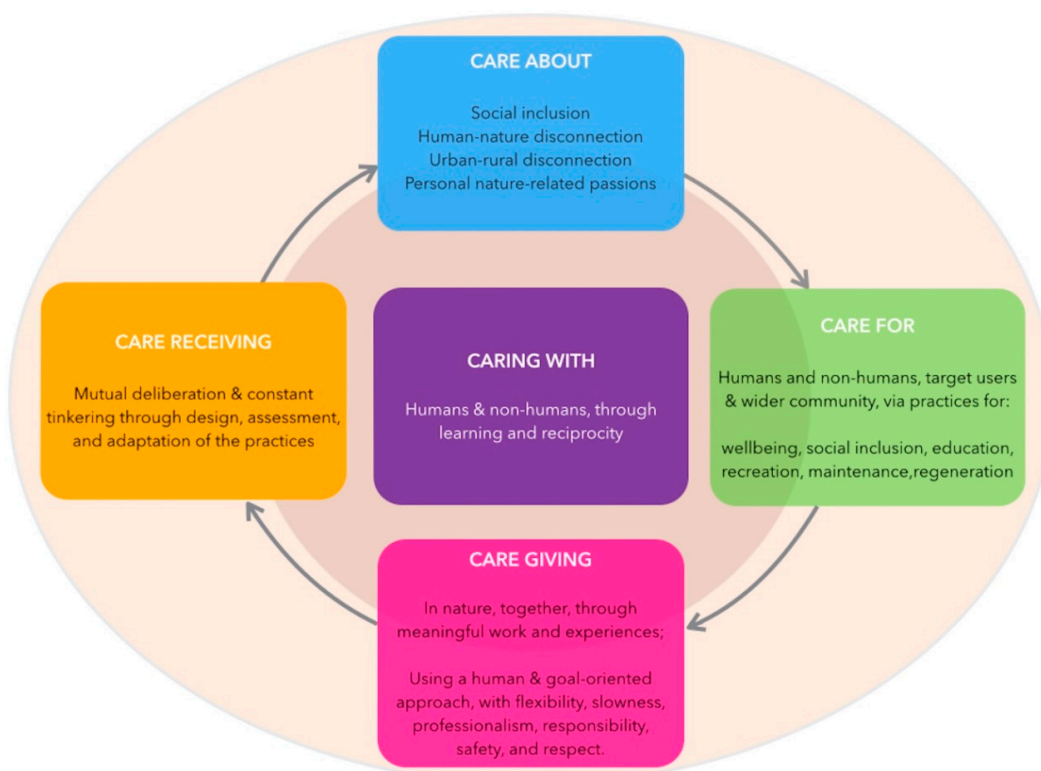 CARE ABOUT
Social inclusion
Human-nature disconnection
Urban-rural disconnection
Personal nature-related passions
CARE RECEIVING
Mutual deliberation & constant
tinkering through design, assessment,
and adaptation of the practices
CARING WITH
Humans & non-humans, through
learning and reciprocity
CARE FOR
Humans and non-humans, target users
& wider community, via practices for:
wellbeing, social inclusion, education,
recreation, maintenance,regeneration
CARE GIVING
In nature, together, through
meaningful work and experiences;
Using a human & goal-oriented
approach, with flexibility, slowness,
professionalism, responsibility,
safety, and respect.